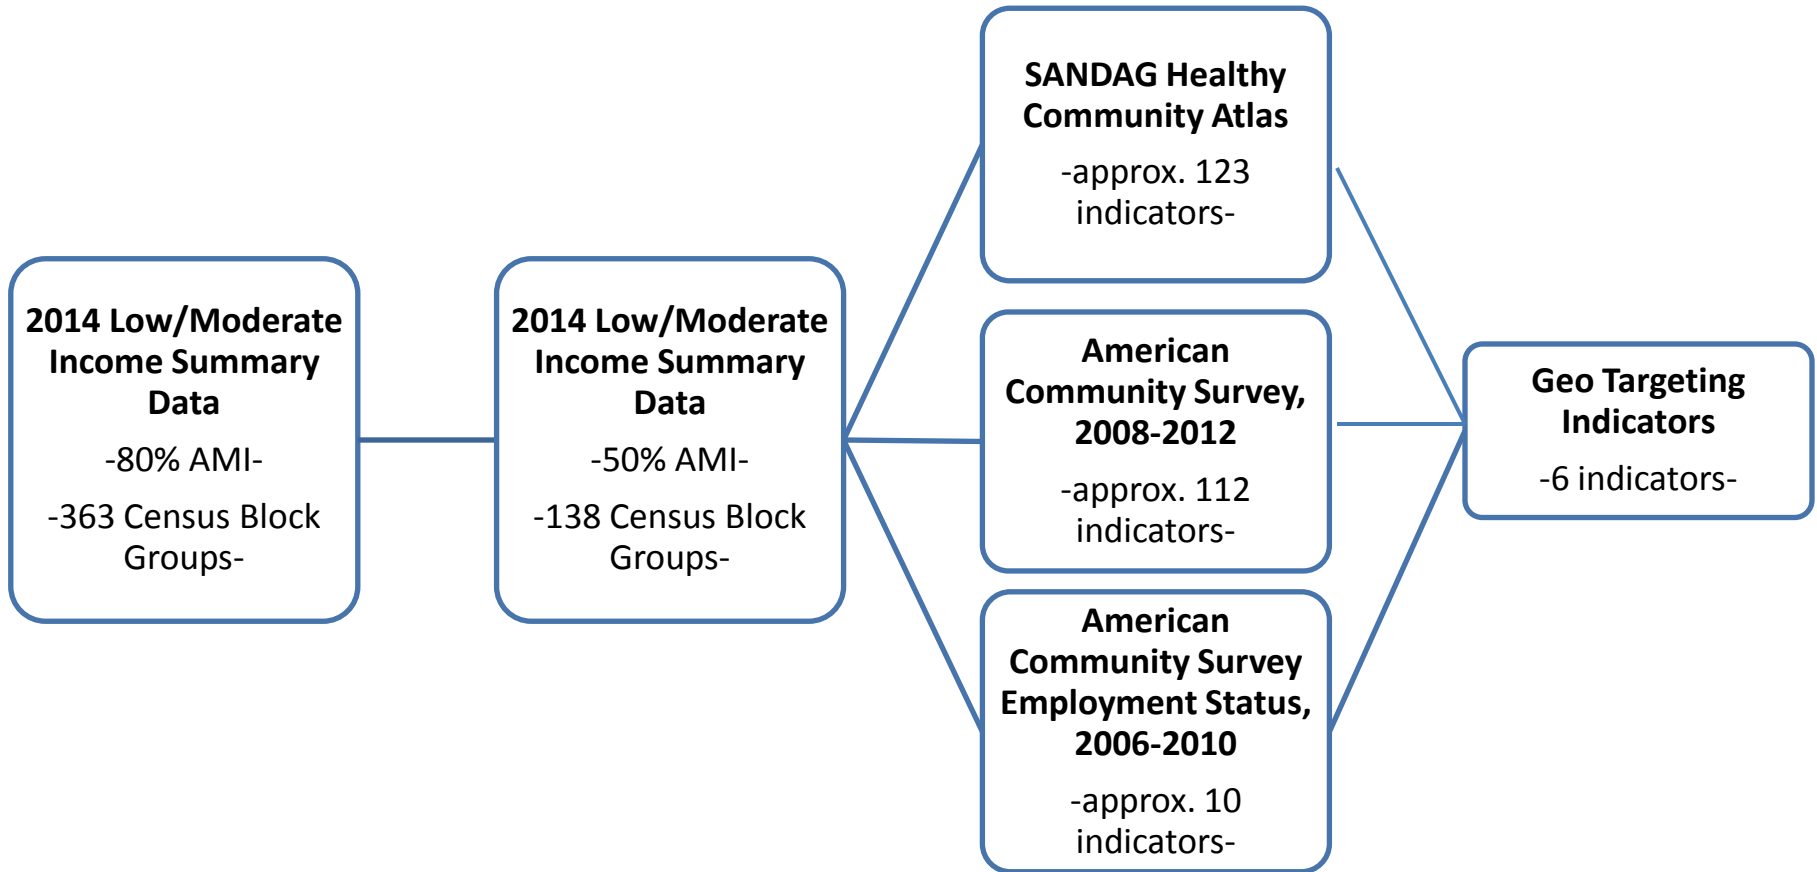 2014 Low/Moderate
Income Summary
Data
-80% AMI-
-363 Census Block
Groups-
2014 Low/Moderate
Income Summary
Data
-50% AMI-
-138 Census Block
Groups-
SANDAG Healthy
Community Atlas
-approx. 123
indicators-
American
Community Survey,
2008-2012
-approx. 112
indicators-
American
Community Survey
Employment Status,
2006-2010
-approx. 10
indicators-
Geo Targeting
Indicators
-6 indicators-